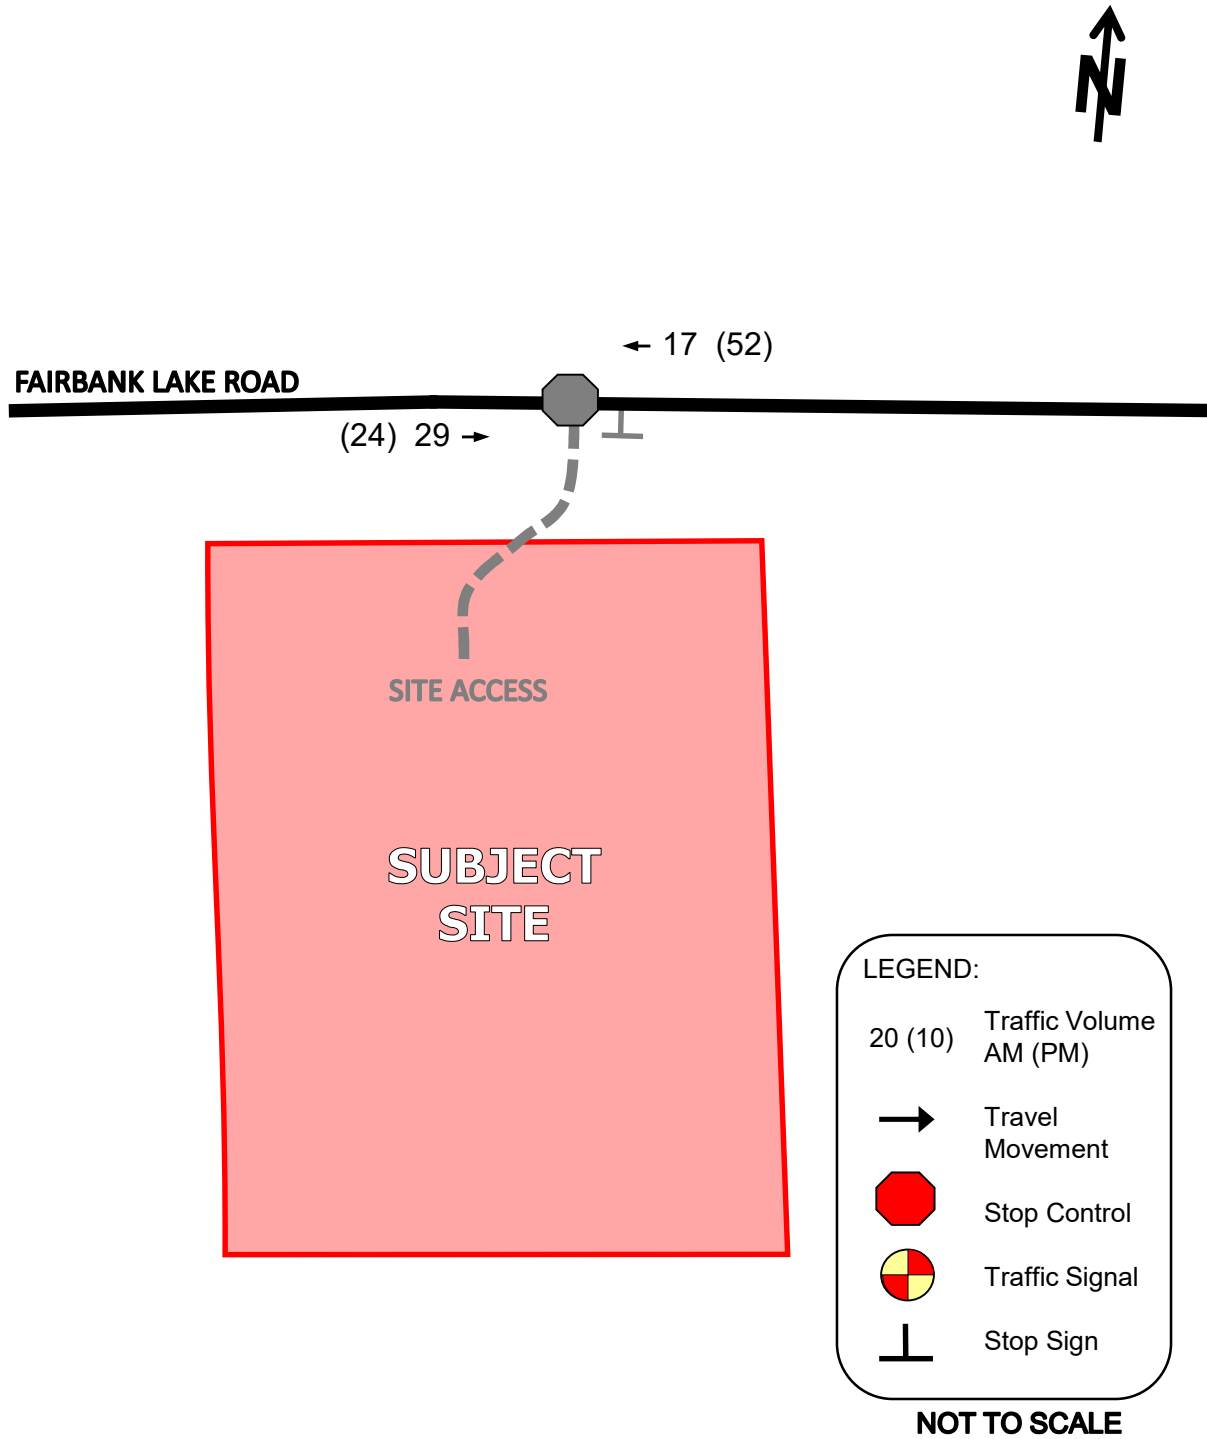 N
17 (52)
FAIRBANK LAKE ROAD
(24) 29
SITE ACCESS
SUBJECT
SITE
LEGEND:
20 (10)
Traffic Volume
AM (PM)
Travel
Movement
Stop Control
Traffic Signal
Stop Sign
NOT TO SCALE